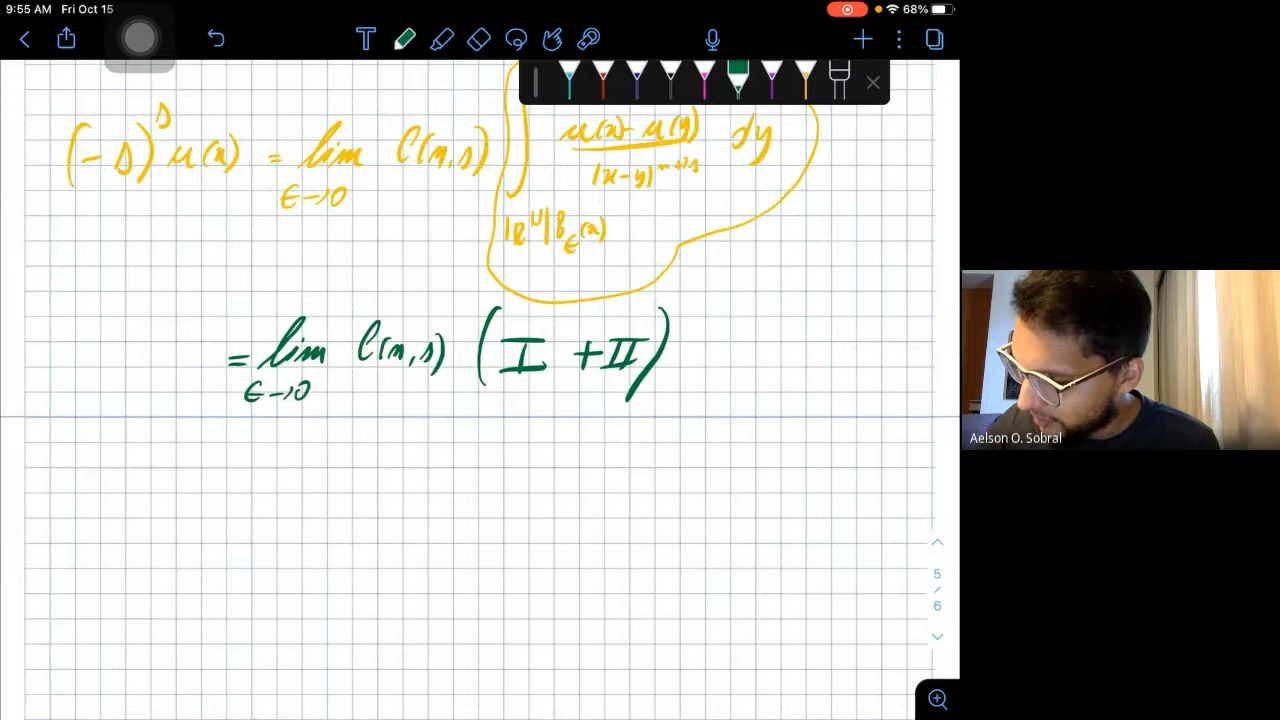 9:55 AM Fri Oct 15
68%
T
(-Δ)^s u(x) = lim_{ε→0} C(n,s) ∫_{ℝ^N\B_ε(x)} (u(x)-u(y))/|x-y|^{n+2s} dy
= lim_{ε→0} C(n,s) (I + II)
Aelson O. Sobral
5
/
6